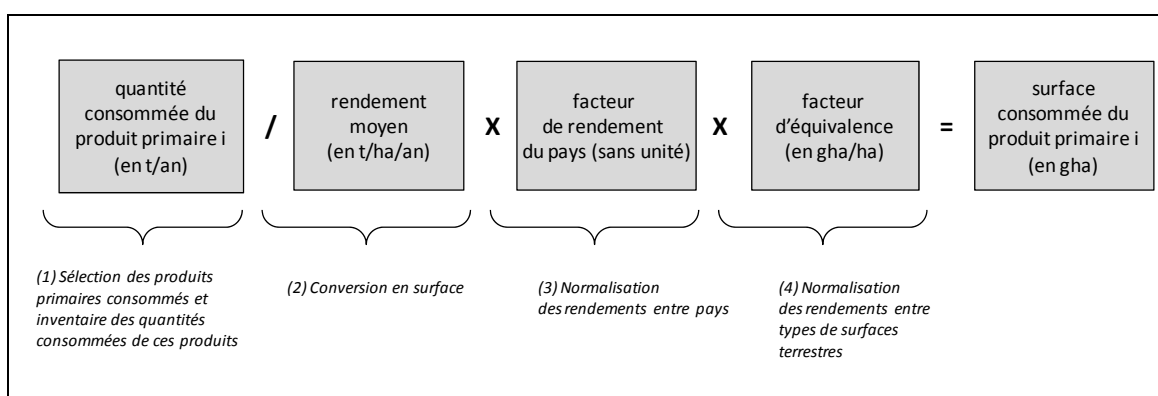 quantité
consommée du
produit primaire i
(en t/an)
/
rendement
moyen
(en t/ha/an)
X
facteur
de rendement
du pays (sans unité)
X
facteur
d'équivalence
(en gha/ha)
=
surface
consommée du
produit primaire i
(en gha)
(1) Sélection des produits
primaires consommés et
inventaire des quantités
consommées de ces produits
(2) Conversion en surface
(3) Normalisation
des rendements entre pays
(4) Normalisation
des rendements entre
types de surfaces
terrestres